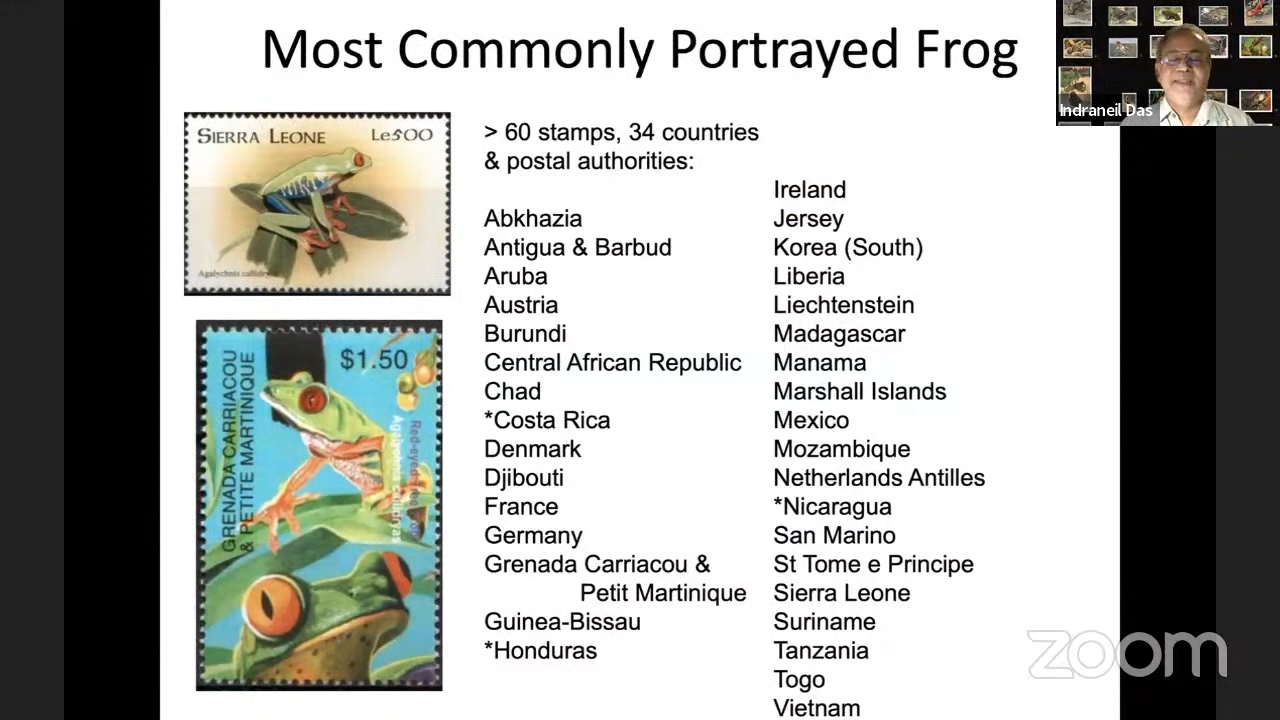 Most Commonly Portrayed Frog
Indraneil Das
SIERRA LEONE
Le500
Agalychnis
GRENADA CARRIACOU
& PETITE MARTINIQUE
$1.50
Red-eyed
> 60 stamps, 34 countries
& postal authorities:
Abkhazia
Antigua & Barbud
Aruba
Austria
Burundi
Central African Republic
Chad
*Costa Rica
Denmark
Djibouti
France
Germany
Grenada Carriacou &
Petit Martinique
Guinea-Bissau
*Honduras
Ireland
Jersey
Korea (South)
Liberia
Liechtenstein
Madagascar
Manama
Marshall Islands
Mexico
Mozambique
Netherlands Antilles
*Nicaragua
San Marino
St Tome e Principe
Sierra Leone
Suriname
Tanzania
Togo
Vietnam
zoom